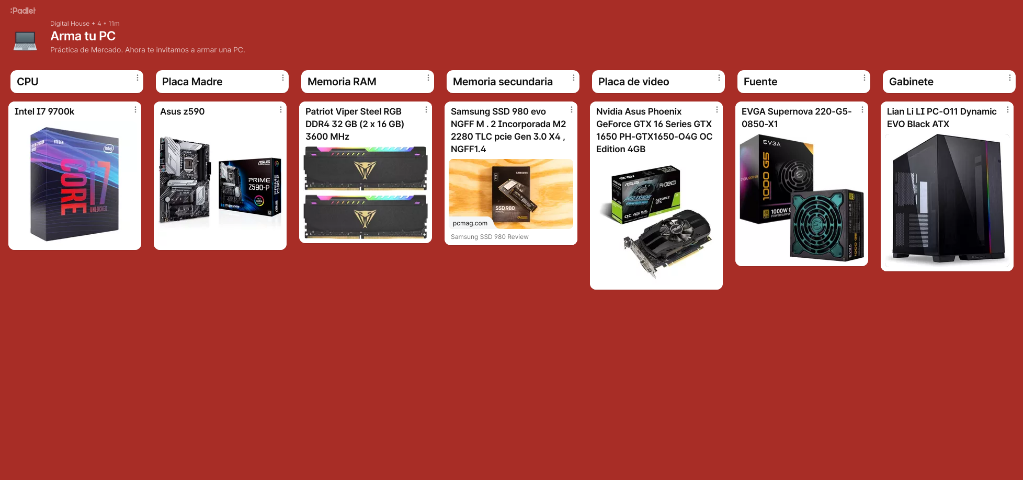 :Padlet
Digital House • 4 • 11m
Arma tu PC
Práctica de Mercado. Ahora te invitamos a armar una PC.
CPU
Placa Madre
Memoria RAM
Memoria secundaria
Placa de video
Fuente
Gabinete
Intel I7 9700k
CORE
i7
UNLOCKED
Asus z590
ASUS
PRIME
Z590-P
Patriot Viper Steel RGB
DDR4 32 GB (2 x 16 GB)
3600 MHz
Samsung SSD 980 evo
NGFF M . 2 Incorporada M2
2280 TLC pcie Gen 3.0 X4 ,
NGFF1.4
SSD 980
pcmag.com
Samsung SSD 980 Review
Nvidia Asus Phoenix
GeForce GTX 16 Series GTX
1650 PH-GTX1650-O4G OC
Edition 4GB
EVGA Supernova 220-G5-
0850-X1
EVGA
1000 G5
1000W
Lian Li LI PC-O11 Dynamic
EVO Black ATX